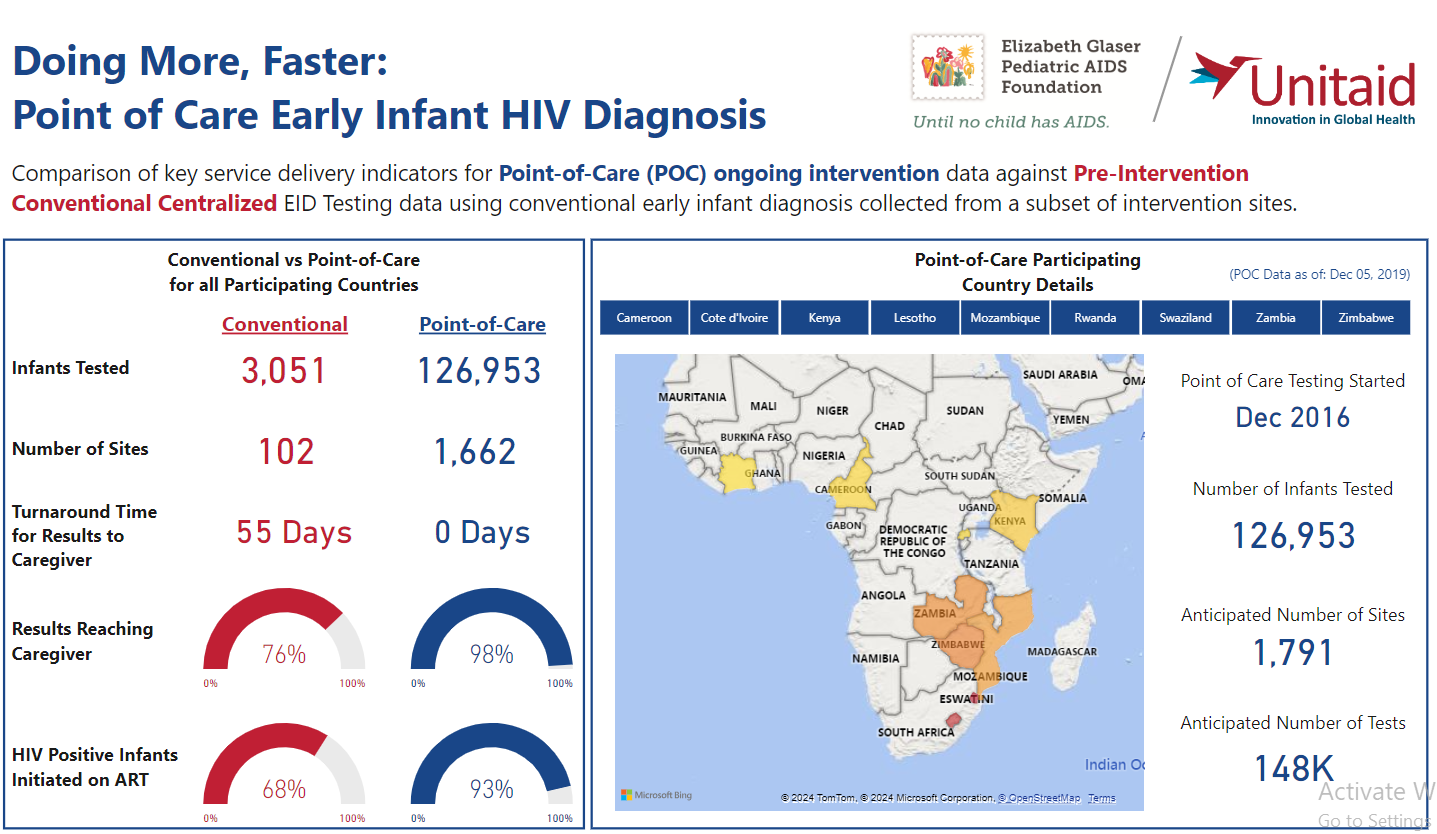 Doing More, Faster:
Point of Care Early Infant HIV Diagnosis
Elizabeth Glaser
Pediatric AIDS
Foundation
Until no child has AIDS.
Unitaid
Innovation in Global Health
Comparison of key service delivery indicators for Point-of-Care (POC) ongoing intervention data against Pre-Intervention
Conventional Centralized EID Testing data using conventional early infant diagnosis collected from a subset of intervention sites.
Conventional vs Point-of-Care
for all Participating Countries
Conventional Point-of-Care
Infants Tested 3,051 126,953
Number of Sites 102 1,662
Turnaround Time
for Results to
Caregiver
55 Days 0 Days
Results Reaching
Caregiver
76% 98%
0% 100% 0% 100%
HIV Positive Infants
Initiated on ART
68% 93%
0% 100% 0% 100%
Point-of-Care Participating
Country Details
(POC Data as of: Dec 05, 2019)
Cameroon Cote d'Ivoire Kenya Lesotho Mozambique Rwanda Swaziland Zambia Zimbabwe
SAUDI ARABIA
OMA
MAURITANIA
MALI
NIGER
CHAD
SUDAN
YEMEN
BURKINA FASO
GUINEA
GHANA
NIGERIA
SOUTH SUDAN
CAMEROON
SOMALIA
UGANDA
KENYA
GABON
DEMOCRATIC
REPUBLIC OF
THE CONGO
TANZANIA
ANGOLA
ZAMBIA
ZIMBABWE
MADAGASCAR
NAMIBIA
MOZAMBIQUE
ESWATINI
SOUTH AFRICA
Indian Oc
Microsoft Bing
© 2024 TomTom, © 2024 Microsoft Corporation, © OpenStreetMap Terms
Point of Care Testing Started
Dec 2016
Number of Infants Tested
126,953
Anticipated Number of Sites
1,791
Anticipated Number of Tests
148K
Activate W
Go to Settings